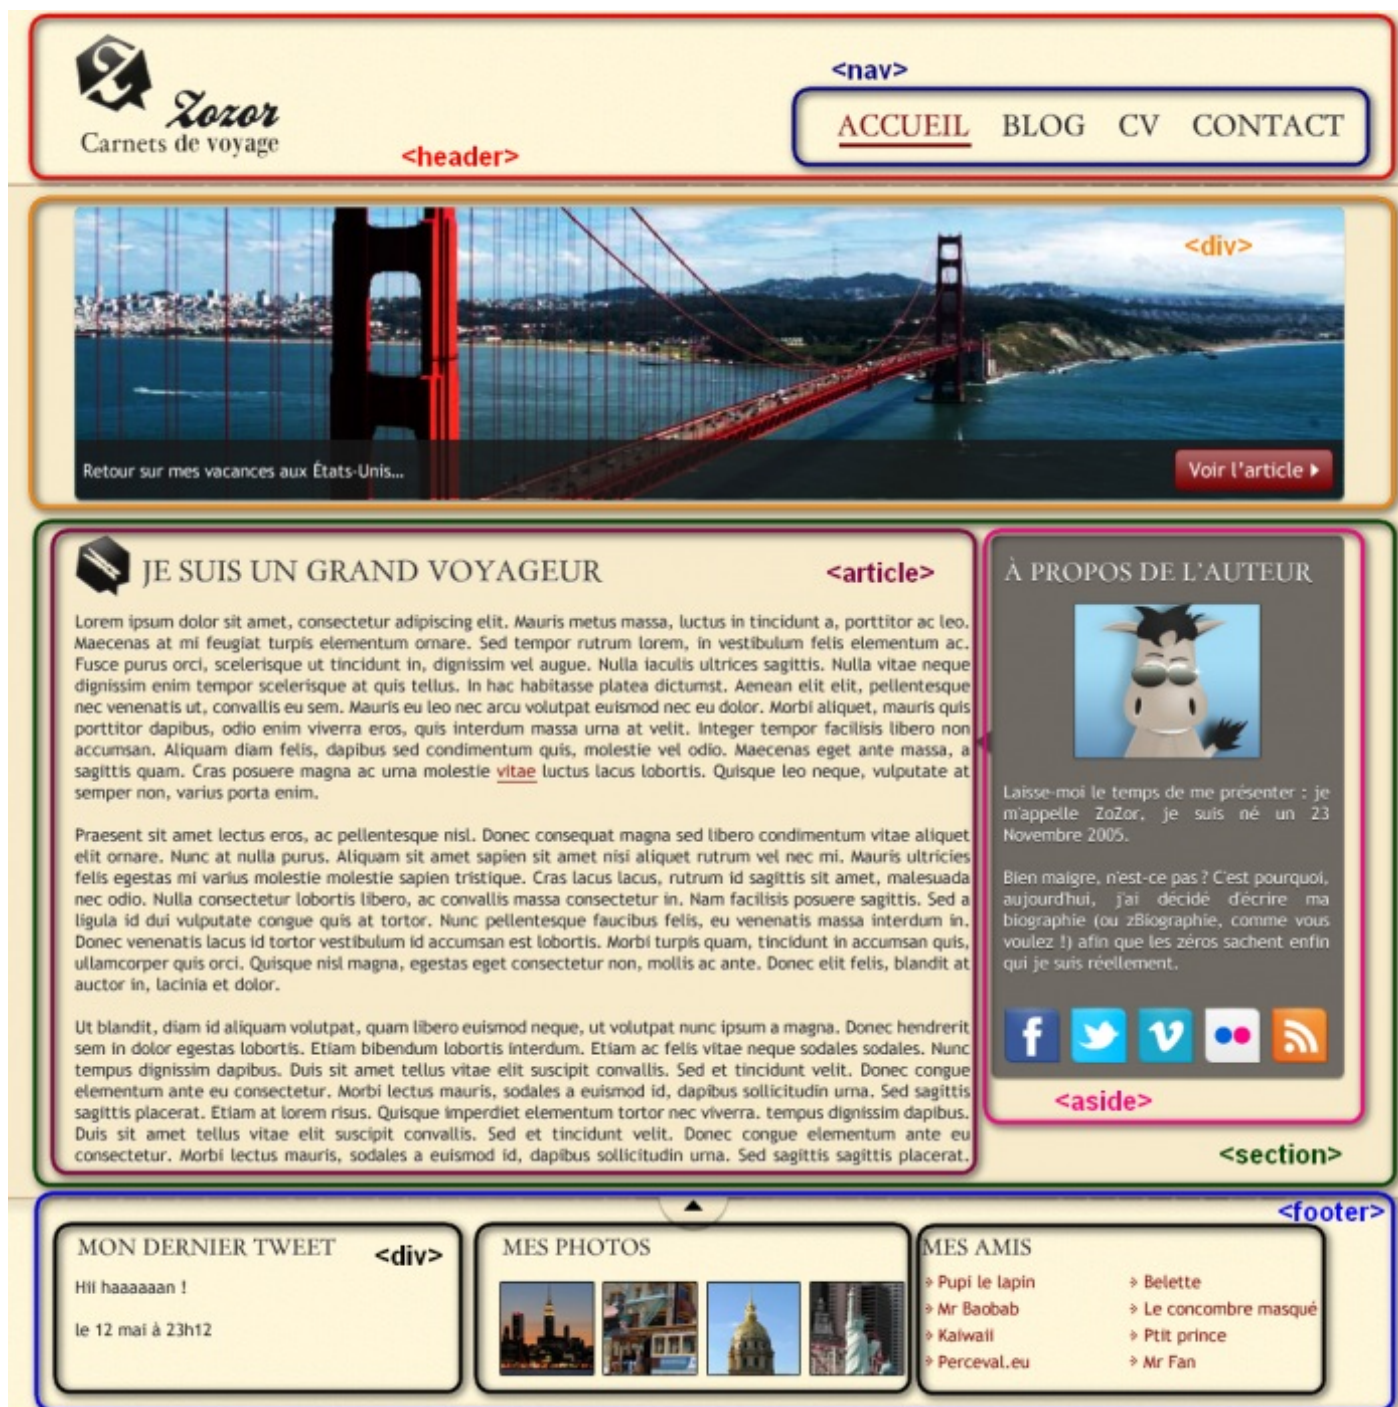 Zozor
Carnets de voyage
<header>
<nav>
ACCUEIL BLOG CV CONTACT
<div>
Retour sur mes vacances aux États-Unis...
Voir l'article
JE SUIS UN GRAND VOYAGEUR
<article>
Lorem ipsum dolor sit amet, consectetur adipiscing elit. Mauris metus massa, luctus in tincidunt a, porttitor ac leo.
Maecenas at mi feugiat turpis elementum ornare. Sed tempor rutrum lorem, in vestibulum felis elementum ac.
Fusce purus orci, scelerisque ut tincidunt in, dignissim vel augue. Nulla iaculis ultrices sagittis. Nulla vitae neque
dignissim enim tempor scelerisque at quis tellus. In hac habitasse platea dictumst. Aenean elit elit, pellentesque
nec venenatis ut, convallis eu sem. Mauris eu leo nec arcu volutpat euismod nec eu dolor. Morbi aliquet, mauris quis
porttitor dapibus, odio enim viverra eros, quis interdum massa urna at velit. Integer tempor facilisis libero non
accumsan. Aliquam diam felis, dapibus sed condimentum quis, molestie vel odio. Maecenas eget ante massa, a
sagittis quam. Cras posuere magna ac urna molestie vitae luctus lacus lobortis. Quisque leo neque, vulputate at
semper non, varius porta enim.
Praesent sit amet lectus eros, ac pellentesque nisl. Donec consequat magna sed libero condimentum vitae aliquet
elit ornare. Nunc at nulla purus. Aliquam sit amet sapien sit amet nisi aliquet rutrum vel nec mi. Mauris ultricies
felis egestas mi varius molestie molestie sapien tristique. Cras lacus lacus, rutrum id sagittis sit amet, malesuada
nec odio. Nulla consectetur lobortis libero, ac convallis massa consectetur in. Nam facilisis posuere sagittis. Sed a
ligula id dui vulputate congue quis at tortor. Nunc pellentesque faucibus felis, eu venenatis massa interdum in.
Donec venenatis lacus id tortor vestibulum id accumsan est lobortis. Morbi turpis quam, tincidunt in accumsan quis,
ullamcorper quis orci. Quisque nisl magna, egestas eget consectetur non, mollis ac ante. Donec elit felis, blandit at
auctor in, lacinia et dolor.
Ut blandit, diam id aliquam volutpat, quam libero euismod neque, ut volutpat nunc ipsum a magna. Donec hendrerit
sem in dolor egestas lobortis. Etiam bibendum lobortis interdum. Etiam ac felis vitae neque sodales sodales. Nunc
tempus dignissim dapibus. Duis sit amet tellus vitae elit suscipit convallis. Sed et tincidunt velit. Donec congue
elementum ante eu consectetur. Morbi lectus mauris, sodales a euismod id, dapibus sollicitudin urna. Sed sagittis
sagittis placerat. Etiam at lorem risus. Quisque imperdiet elementum tortor nec viverra. tempus dignissim dapibus.
Duis sit amet tellus vitae elit suscipit convallis. Sed et tincidunt velit. Donec congue elementum ante eu
consectetur. Morbi lectus mauris, sodales a euismod id, dapibus sollicitudin urna. Sed sagittis sagittis placerat.
À PROPOS DE L'AUTEUR
Laisse-moi le temps de me présenter : je
m'appelle ZoZor, je suis né un 23
Novembre 2005.
Bien maigre, n'est-ce pas ? C'est pourquoi,
aujourd'hui, j'ai décidé d'écrire ma
biographie (ou zBiographie, comme vous
voulez !) afin que les zéros sachent enfin
qui je suis réellement.
<aside>
<section>
<footer>
MON DERNIER TWEET
<div>
Hii haaaaaan !
le 12 mai à 23h12
MES PHOTOS
MES AMIS
Pupi le lapin
Mr Baobab
Kaiwaii
Perceval.eu
Belette
Le concombre masqué
Ptit prince
Mr Fan